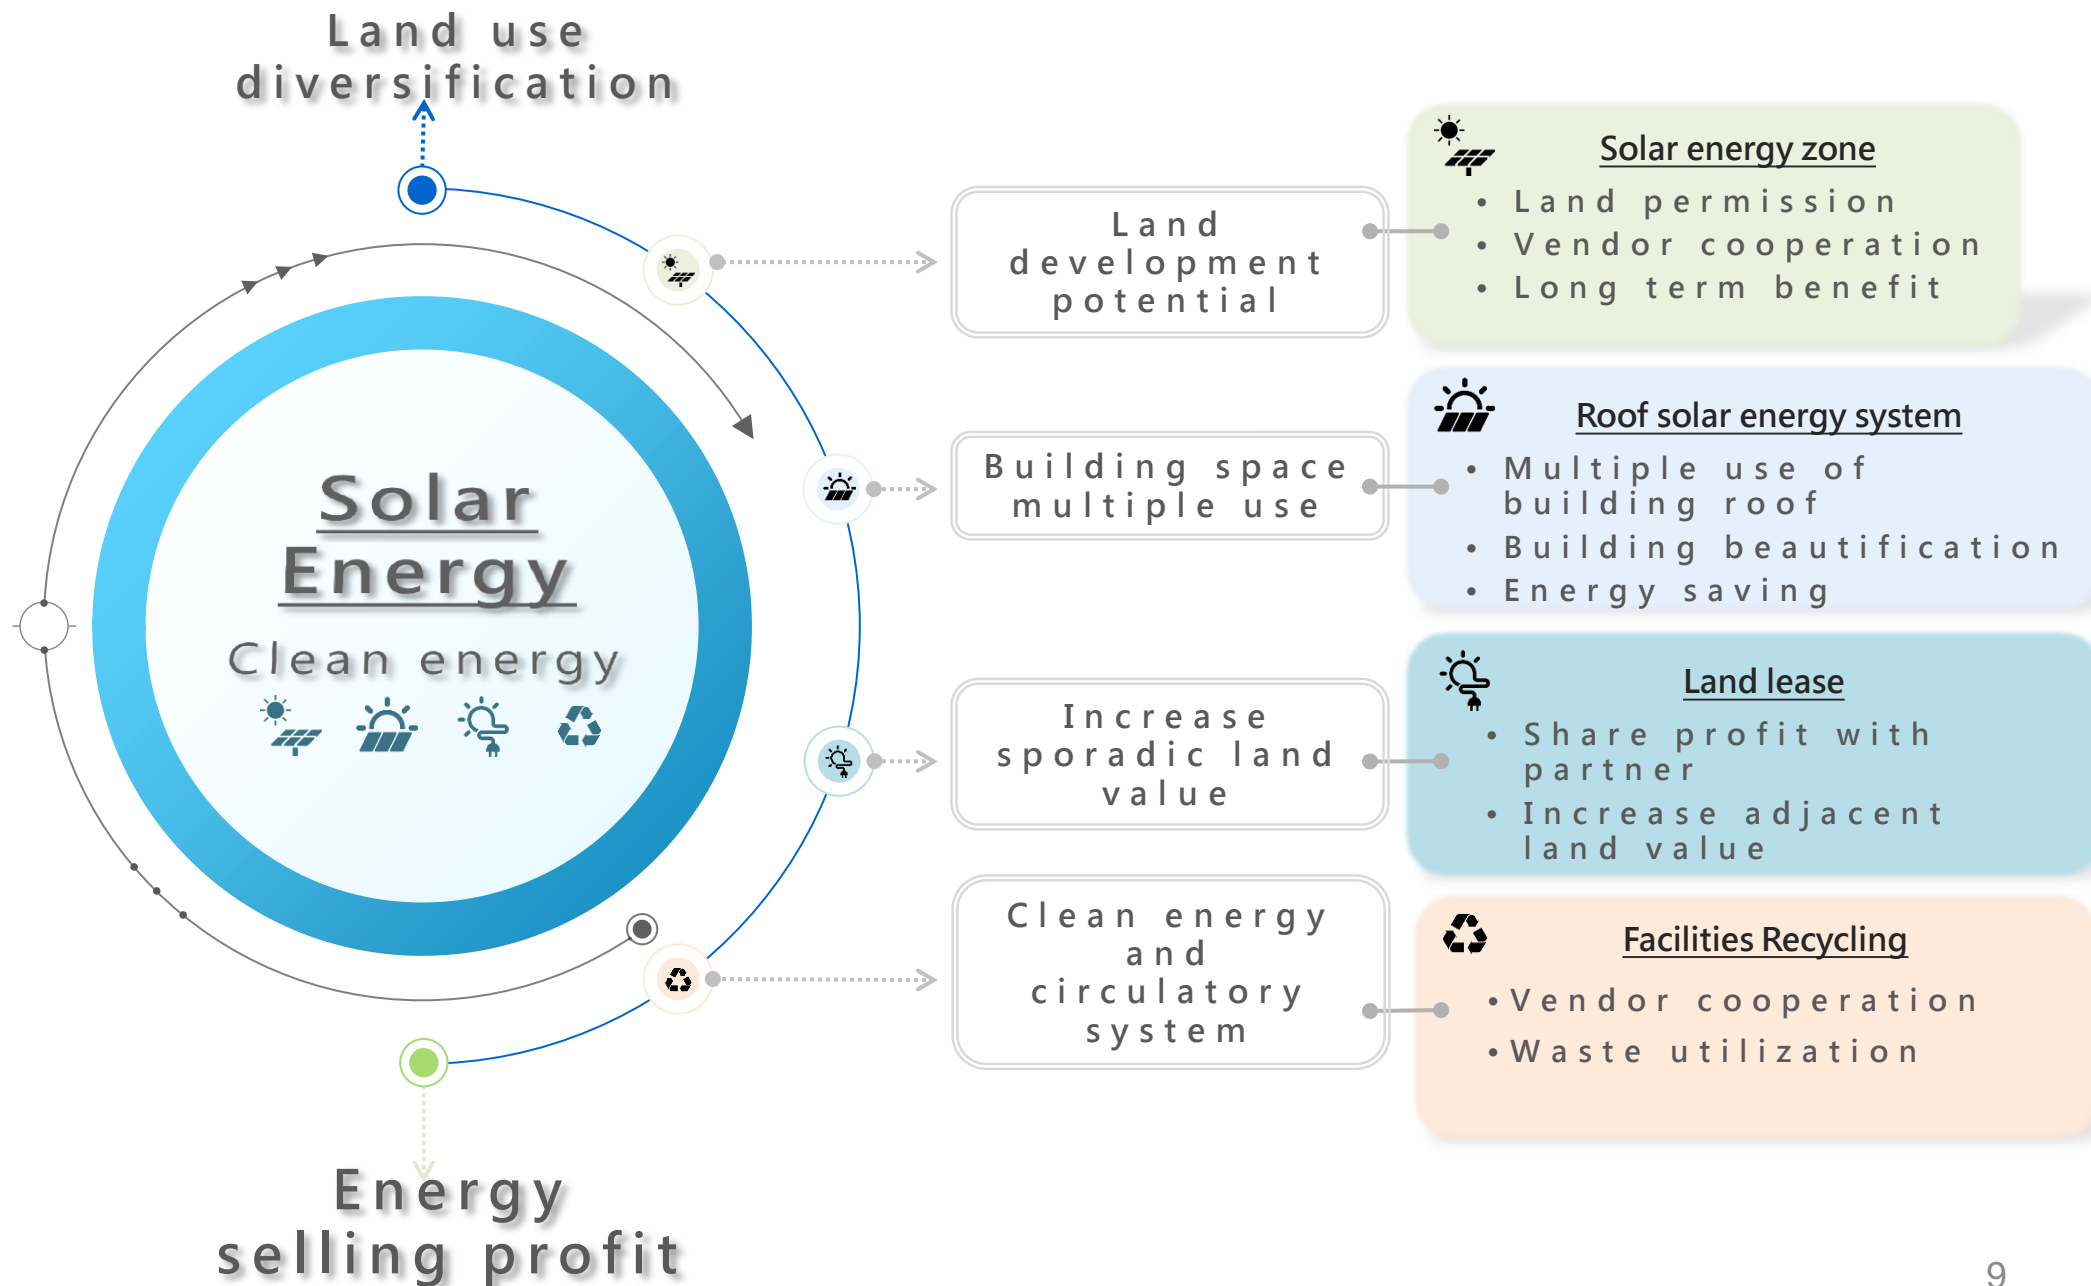 Land use
diversification
Solar
Energy
Clean energy
Energy
selling profit
Land
development
potential
Solar energy zone
• Land permission
• Vendor cooperation
• Long term benefit
Building space
multiple use
Roof solar energy system
• Multiple use of
building roof
• Building beautification
• Energy saving
Increase
sporadic land
value
Land lease
• Share profit with
partner
• Increase adjacent
land value
Clean energy
and
circulatory
system
Facilities Recycling
• Vendor cooperation
• Waste utilization
9